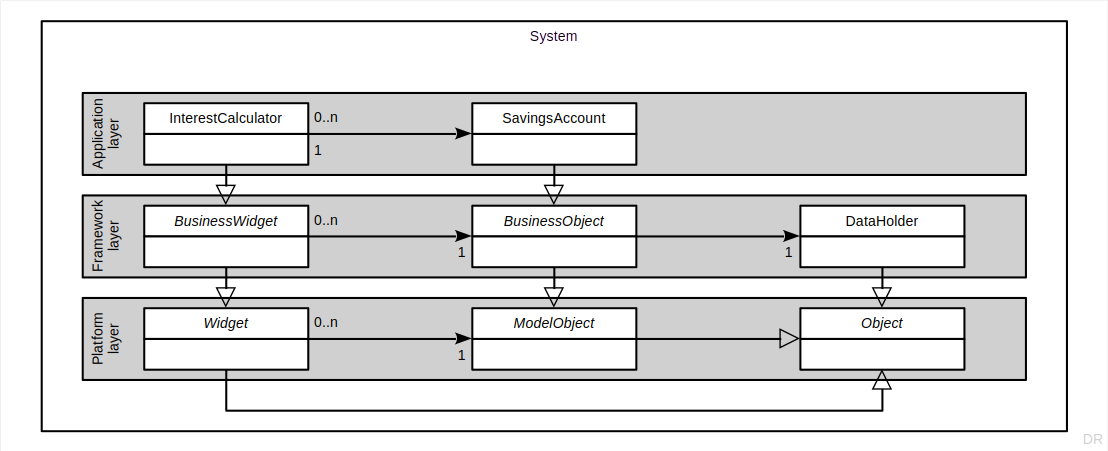 System
Application
layer
InterestCalculator
0..n
1
SavingsAccount
Framework
layer
BusinessWidget
0..n
1
BusinessObject
1
DataHolder
Platform
layer
Widget
0..n
1
ModelObject
Object
DR